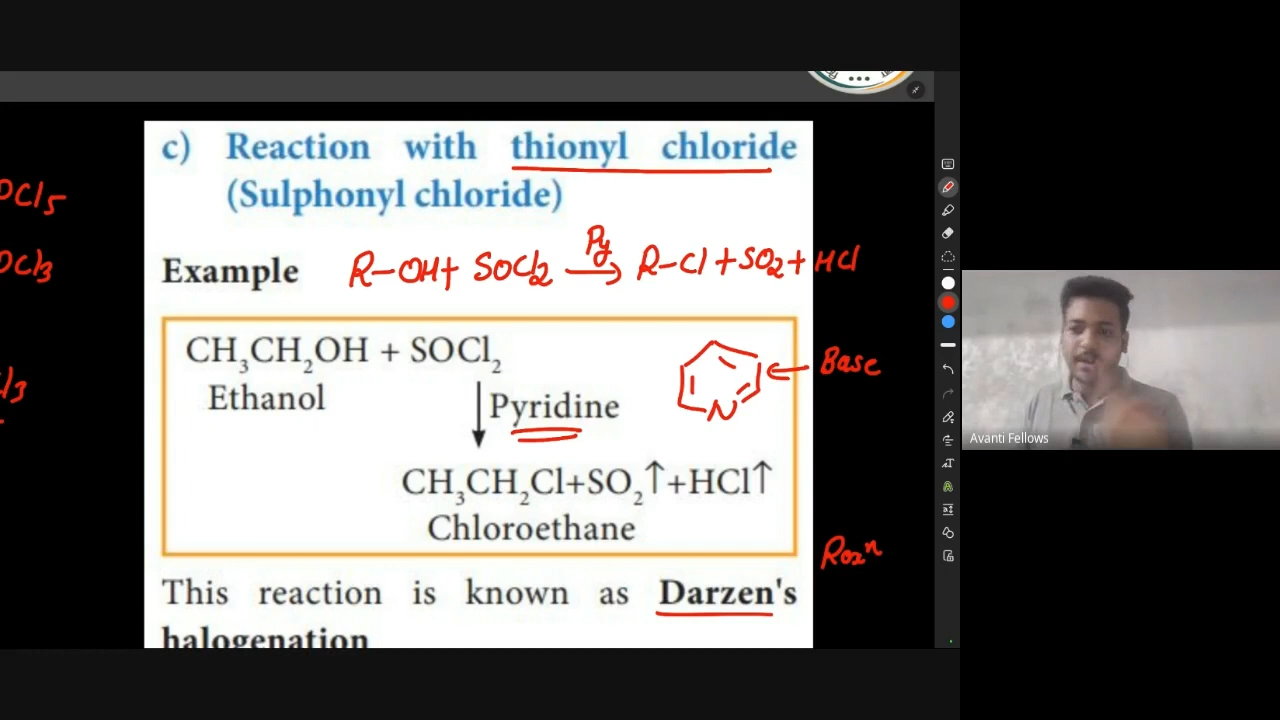 c) Reaction with thionyl chloride
(Sulphonyl chloride)
OCl5
OCl3
Example R-OH + SOCl2 Py → R-Cl + SO2 + HCl
CH₃CH₂OH + SOCl₂
Ethanol
Pyridine
N
Base
l3
CH₃CH₂Cl+SO₂↑+HCl↑
Chloroethane
This reaction is known as Darzen's
halogenation
Avanti Fellows